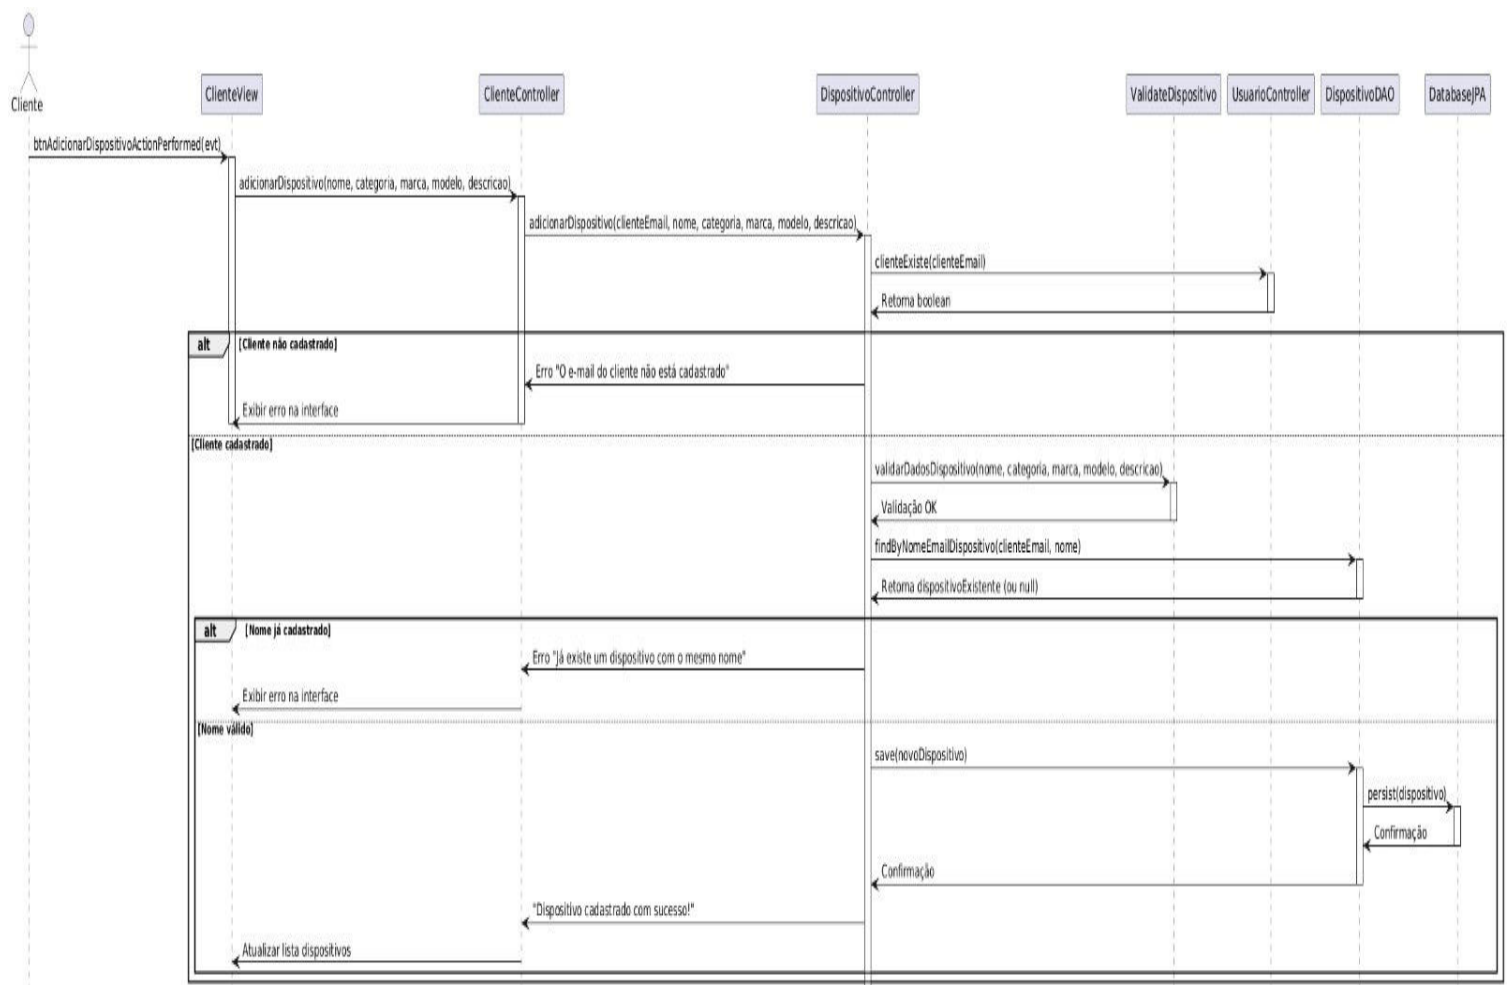 Cliente
ClienteView
ClienteController
DispositivoController
ValidateDispositivo
UsuarioController
DispositivoDAO
DatabaseJPA
btnAdicionarDispositivoActionPerformed(evt)
adicionarDispositivo(nome, categoria, marca, modelo, descricao)
adicionarDispositivo(clienteEmail, nome, categoria, marca, modelo, descricao)
clienteExiste(clienteEmail)
Retorna boolean
alt [Cliente não cadastrado]
Erro "O e-mail do cliente não está cadastrado"
Exibir erro na interface
[Cliente cadastrado]
validarDadosDispositivo(nome, categoria, marca, modelo, descricao)
Validação OK
findByNomeEmailDispositivo(clienteEmail, nome)
Retorna dispositivoExistente (ou null)
alt [Nome já cadastrado]
Erro "Já existe um dispositivo com o mesmo nome"
Exibir erro na interface
[Nome válido]
save(novoDispositivo)
persist(dispositivo)
Confirmação
Confirmação
"Dispositivo cadastrado com sucesso!"
Atualizar lista dispositivos